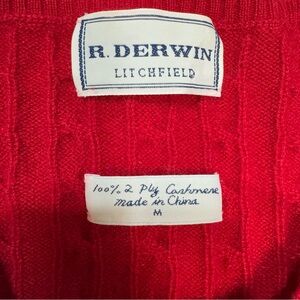 R. DERWIN
LITCHFIELD
100% 2 Ply Cashmere
Made in China
M